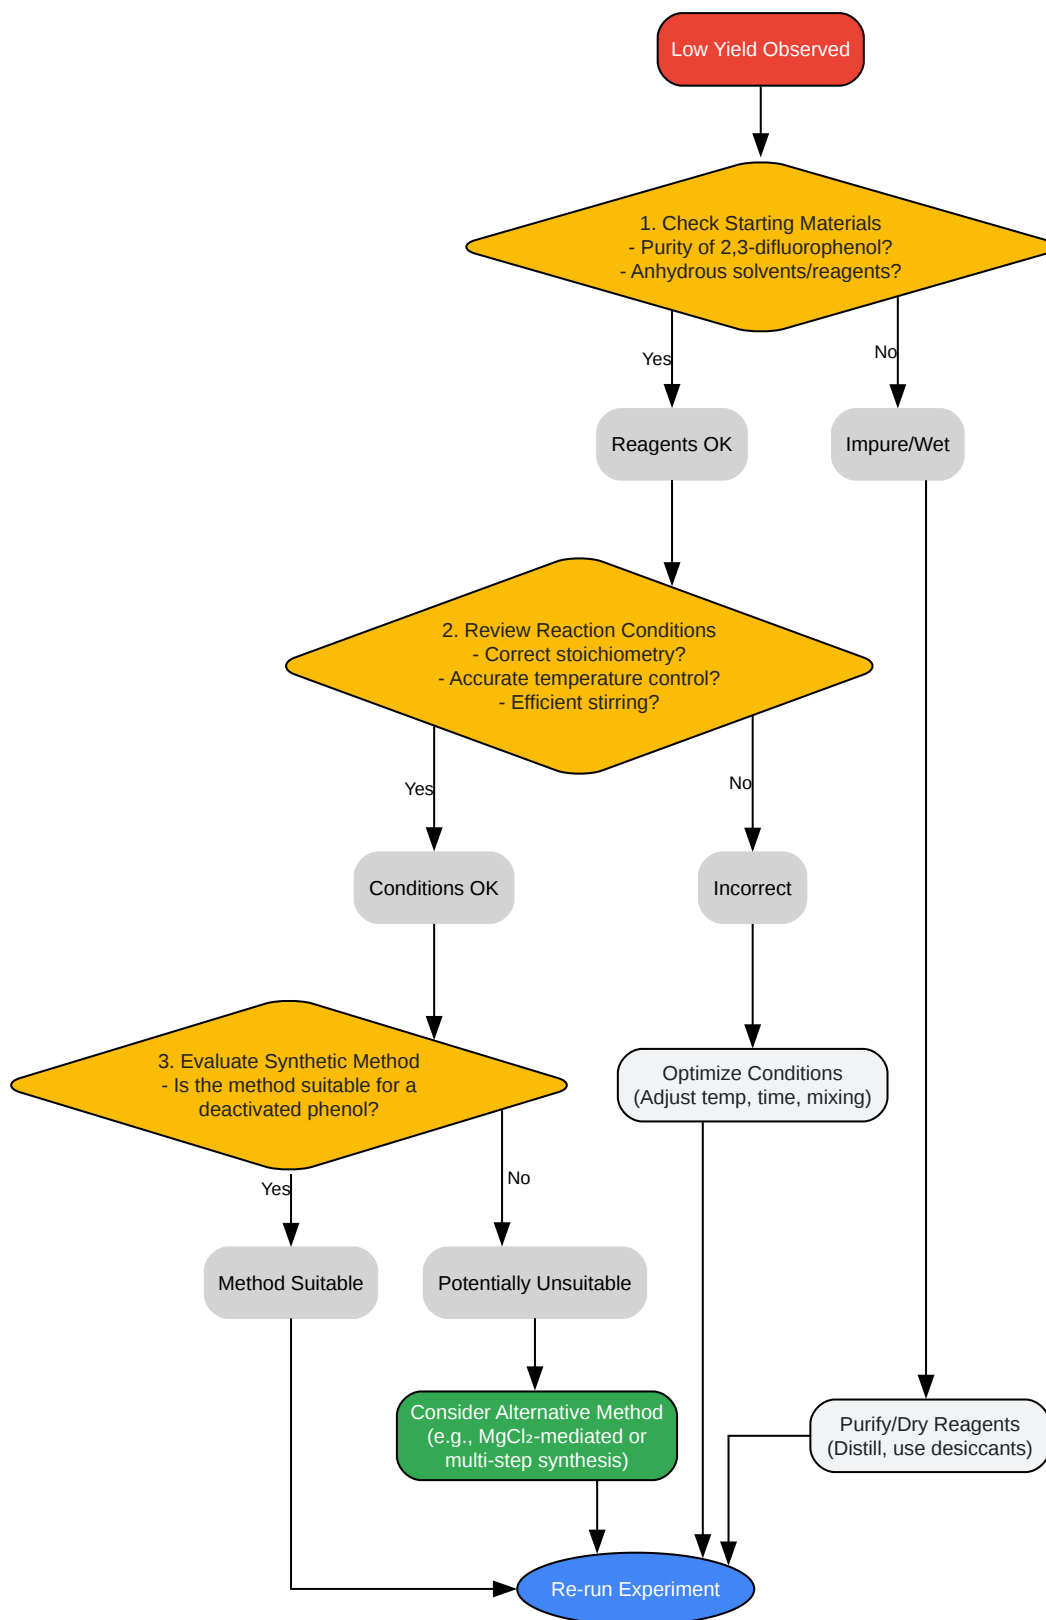 Low Yield Observed
1. Check Starting Materials
- Purity of 2,3-difluorophenol?
- Anhydrous solvents/reagents?
Yes
No
Reagents OK
Impure/Wet
2. Review Reaction Conditions
- Correct stoichiometry?
- Accurate temperature control?
- Efficient stirring?
Yes
No
Conditions OK
Incorrect
3. Evaluate Synthetic Method
- Is the method suitable for a
deactivated phenol?
Optimize Conditions
(Adjust temp, time, mixing)
Yes
No
Method Suitable
Potentially Unsuitable
Consider Alternative Method
(e.g., MgCl₂-mediated or
multi-step synthesis)
Purify/Dry Reagents
(Distill, use desiccants)
Re-run Experiment